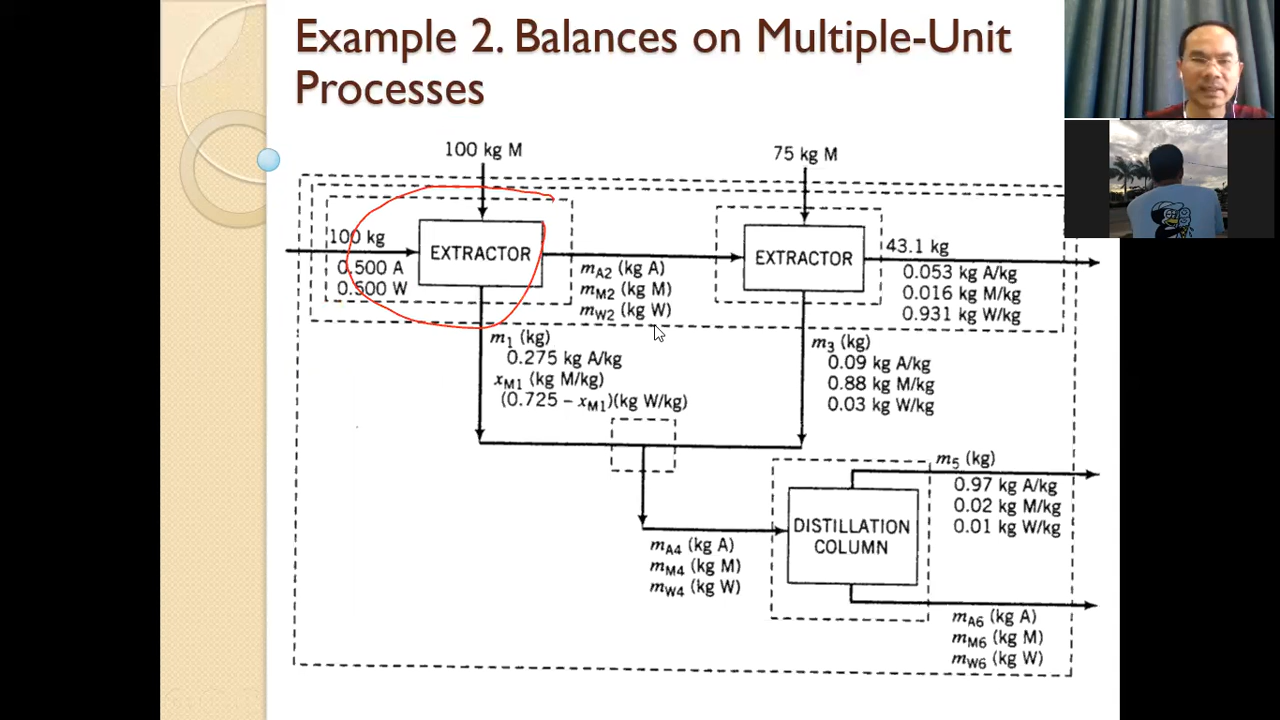 Example 2. Balances on Multiple-Unit
Processes
100 kg M
75 kg M
100 kg
0.500 A
0.500 W
EXTRACTOR
mA2 (kg A)
mM2 (kg M)
mW2 (kg W)
EXTRACTOR
43.1 kg
0.053 kg A/kg
0.016 kg M/kg
0.931 kg W/kg
m1 (kg)
0.275 kg A/kg
xM1 (kg M/kg)
(0.725 – xM1)(kg W/kg)
m3 (kg)
0.09 kg A/kg
0.88 kg M/kg
0.03 kg W/kg
mA4 (kg A)
mM4 (kg M)
mW4 (kg W)
DISTILLATION
COLUMN
m5 (kg)
0.97 kg A/kg
0.02 kg M/kg
0.01 kg W/kg
mA6 (kg A)
mM6 (kg M)
mW6 (kg W)